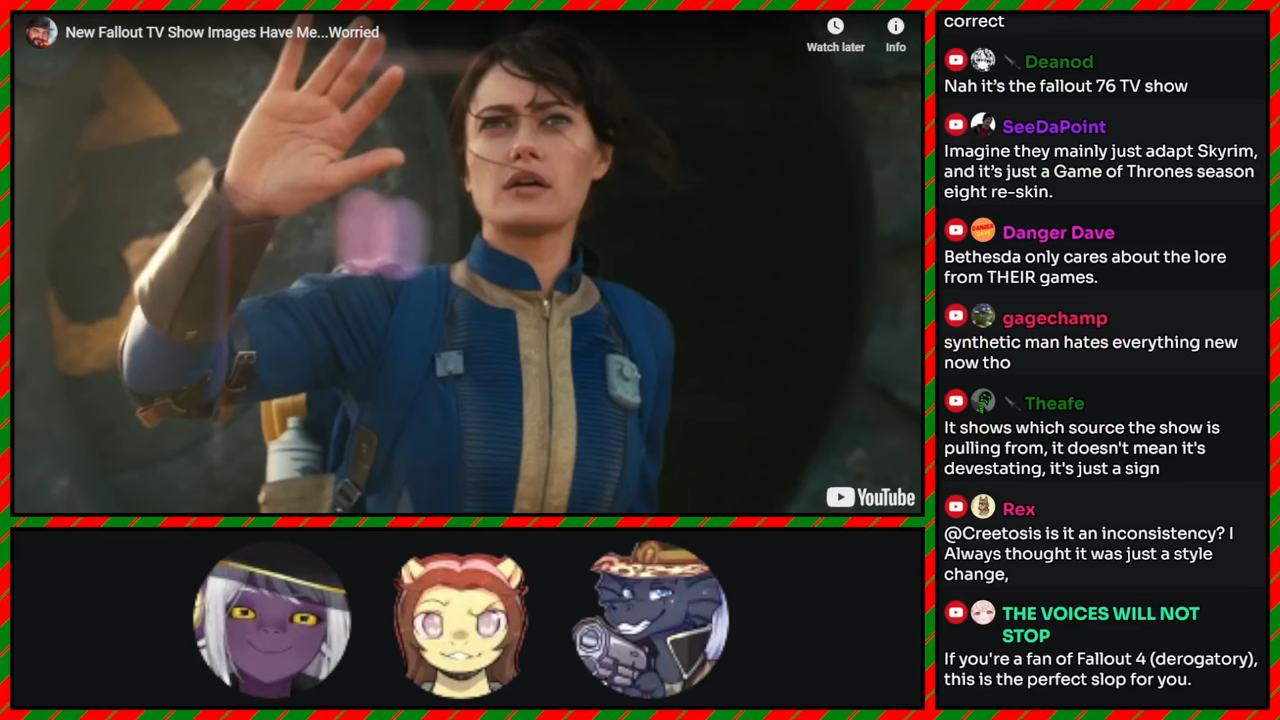 New Fallout TV Show Images Have Me...Worried
Watch later
Info
YouTube
correct
Deanod
Nah it’s the fallout 76 TV show
SeeDaPoint
Imagine they mainly just adapt Skyrim,
and it’s just a Game of Thrones season
eight re-skin.
DANGER DAVE
Danger Dave
Bethesda only cares about the lore
from THEIR games.
gagechamp
synthetic man hates everything new
now tho
Theafe
It shows which source the show is
pulling from, it doesn't mean it's
devestating, it's just a sign
Rex
@Creetosis is it an inconsistency? I
Always thought it was just a style
change,
THE VOICES WILL NOT
STOP
If you're a fan of Fallout 4 (derogatory),
this is the perfect slop for you.